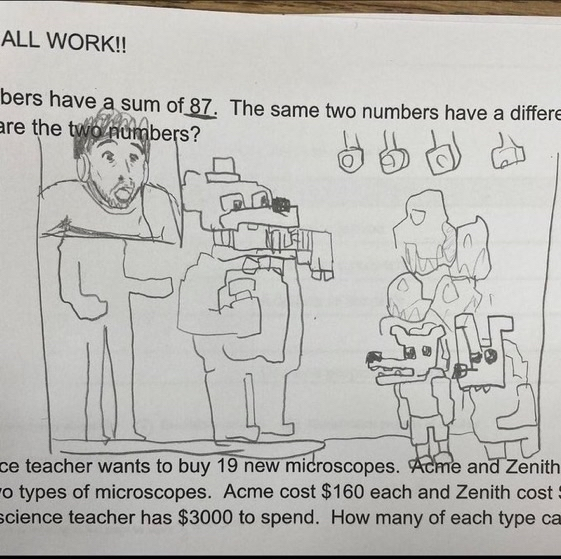 ALL WORK!!
bers have a sum of 87. The same two numbers have a differe
are the two numbers?
ce teacher wants to buy 19 new microscopes. Acme and Zenith
o types of microscopes. Acme cost $160 each and Zenith cost $
science teacher has $3000 to spend. How many of each type ca